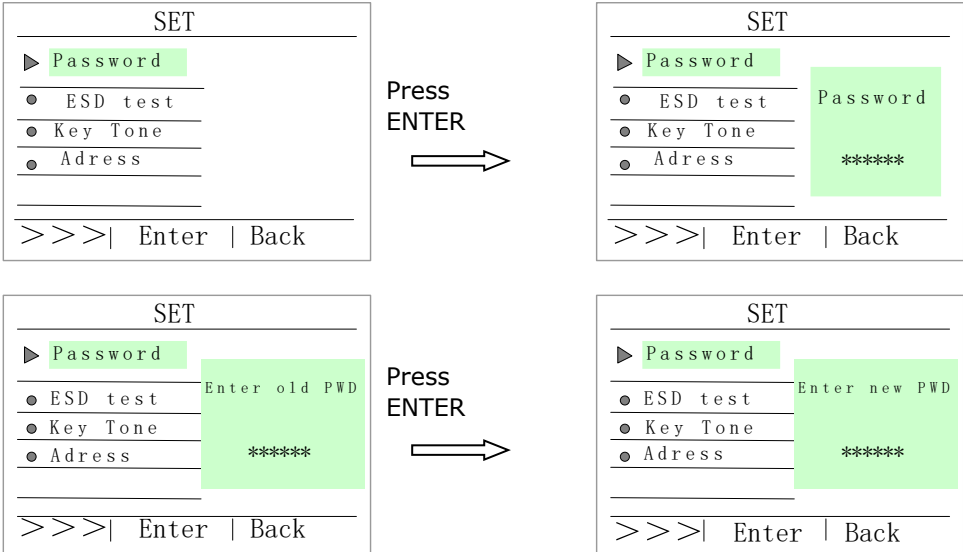 SET
Password
ESD test
Key Tone
Adress
>>>| Enter | Back
Press
ENTER
SET
Password
ESD test
Key Tone
Adress
Password
******
>>>| Enter | Back
SET
Password
ESD test
Key Tone
Adress
Enter old PWD
******
>>>| Enter | Back
Press
ENTER
SET
Password
ESD test
Key Tone
Adress
Enter new PWD
******
>>>| Enter | Back